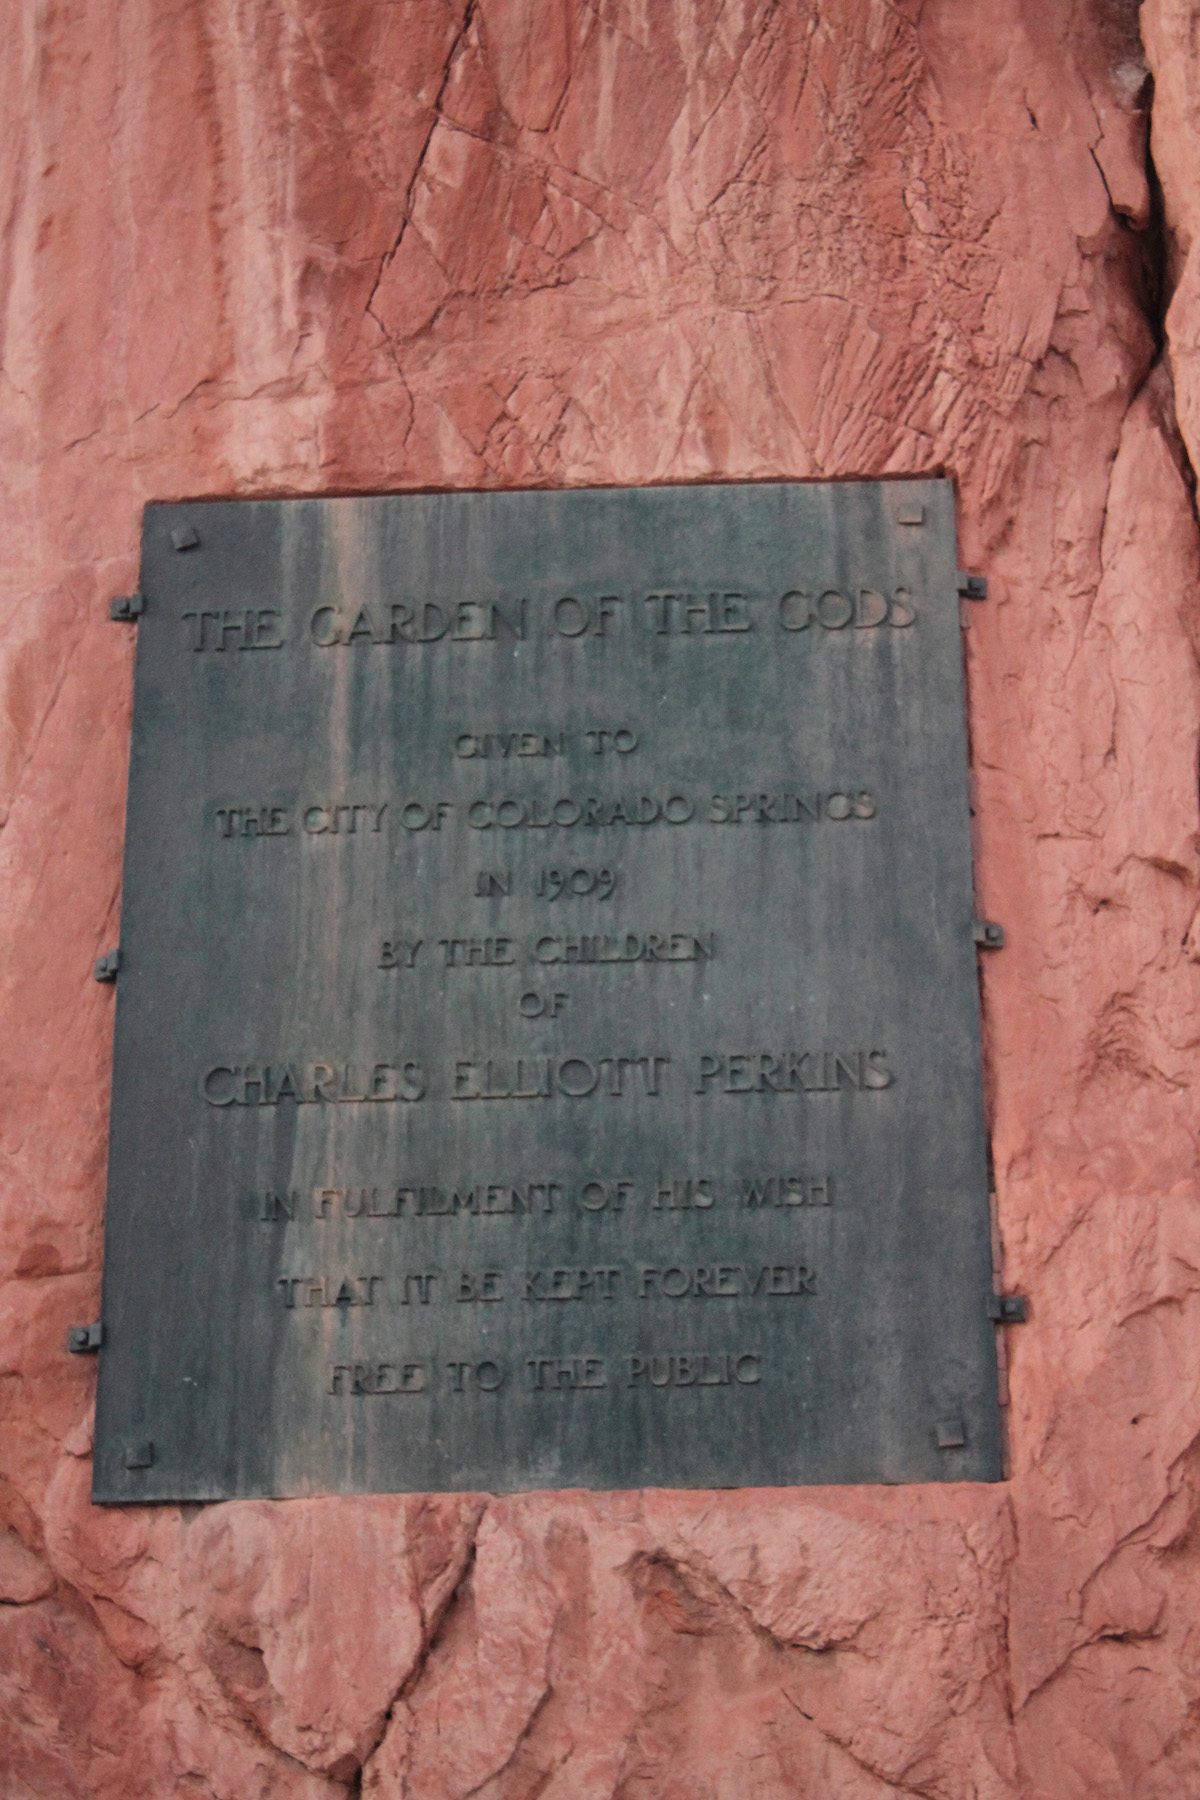 THE GARDEN OF THE GODS
GIVEN TO
THE CITY OF COLORADO SPRINGS
IN 1909
BY THE CHILDREN
OF
CHARLES ELLIOTT PERKINS
IN FULFILMENT OF HIS WISH
THAT IT BE KEPT FOREVER
FREE TO THE PUBLIC